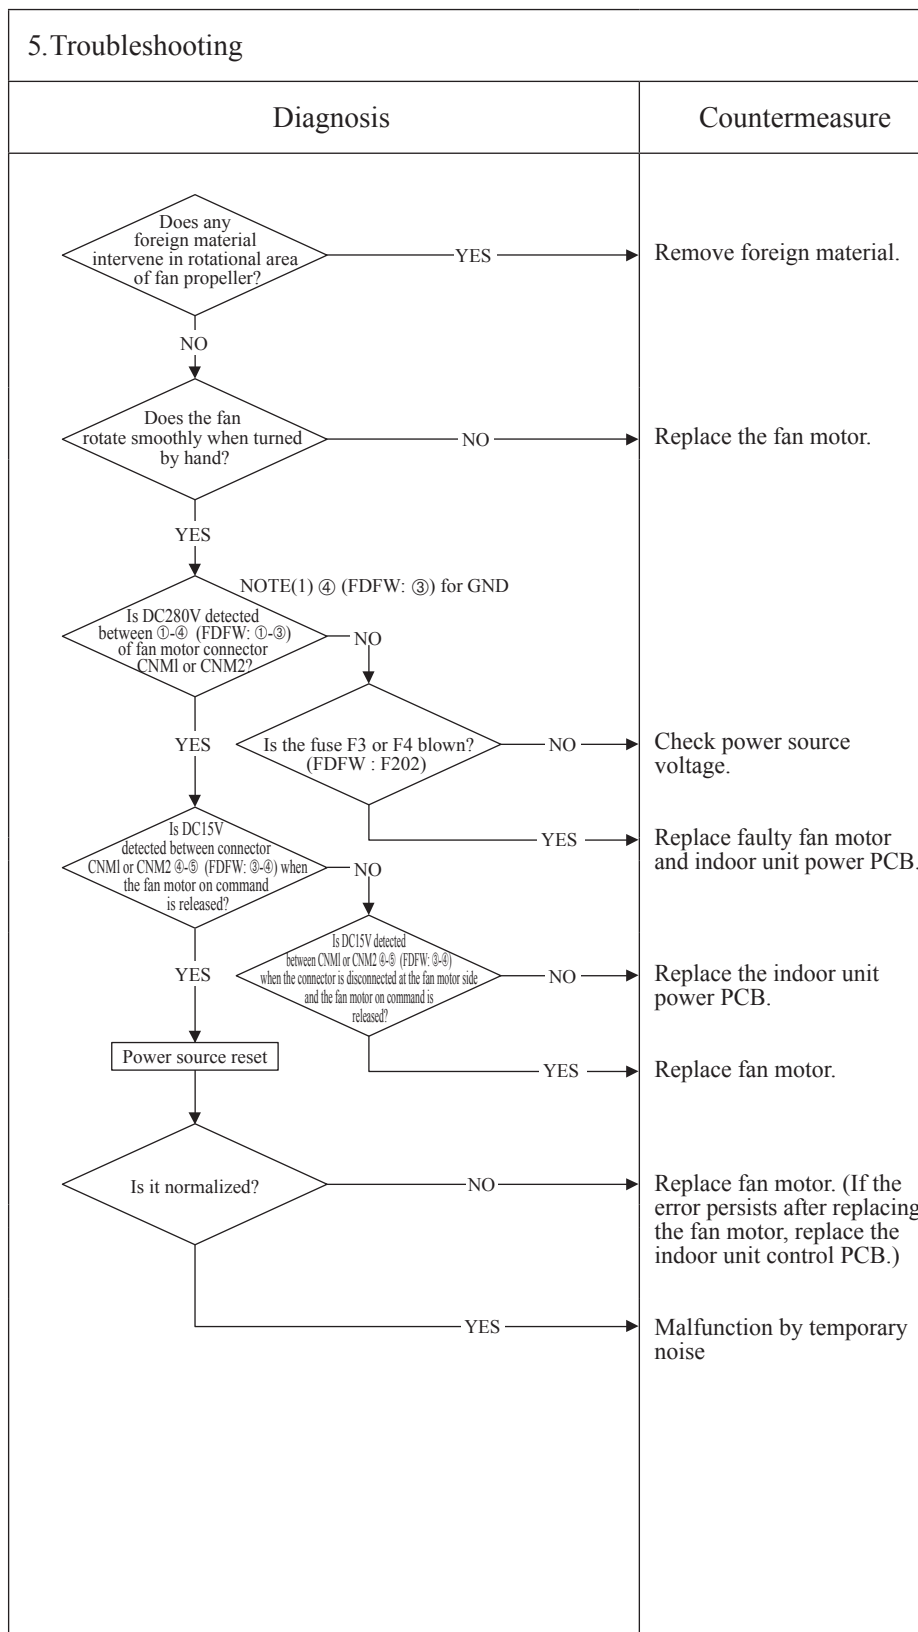 5.Troubleshooting
Diagnosis
Countermeasure
Does any
foreign material
intervene in rotational area
of fan propeller?
YES
Remove foreign material.
NO
Does the fan
rotate smoothly when turned
by hand?
NO
Replace the fan motor.
YES
NOTE(1) ④ (FDFW: ③) for GND
Is DC280V detected
between ①-④ (FDFW: ①-③)
of fan motor connector
CNMl or CNM2?
NO
YES
Is the fuse F3 or F4 blown?
(FDFW : F202)
NO
Check power source
voltage.
YES
Replace faulty fan motor
and indoor unit power PCB.
Is DC15V
detected between connector
CNMl or CNM2 ④-⑤ (FDFW: ③-④) when
the fan motor on command
is released?
NO
YES
Is DC15V detected
between CNMl or CNM2 ④-⑤ (FDFW: ③-④)
when the connector is disconnected at the fan motor side
and the fan motor on command is
released?
NO
Replace the indoor unit
power PCB.
YES
Replace fan motor.
Power source reset
Is it normalized?
NO
Replace fan motor. (If the
error persists after replacing
the fan motor, replace the
indoor unit control PCB.)
YES
Malfunction by temporary
noise